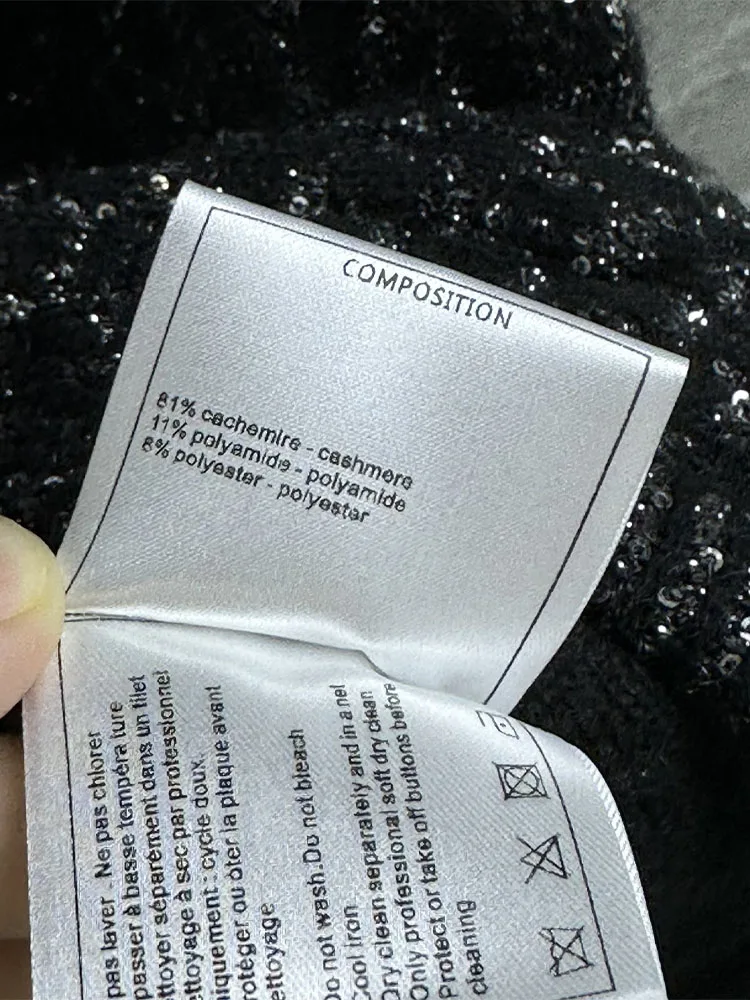 COMPOSITION
81% cachemire - cashmere
11% polyamide - polyamide
8% polyester - polyester
pas laver . Ne pas chlorer
passer à basse tempéra ture
ttoyer séparément dans un filet
ettoyage à sec par professionnel
iquement : cycle doux.
rotéger ou ôter la plaque avant
ettoyage
Do not wash.Do not bleach
Cool Iron
Dry clean separately and in a net
Only professional soft dry clean
Protect or take off buttons before
cleaning